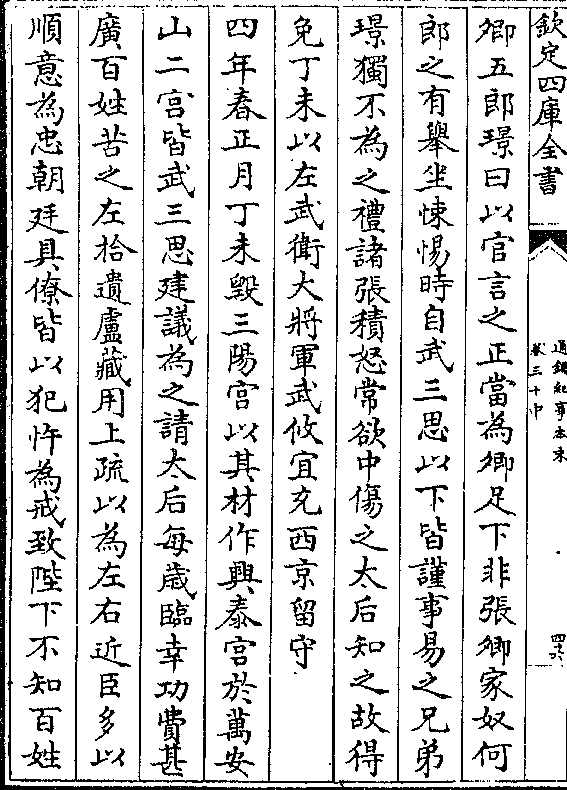 欽定四庫全書
通鑑紀事本末
卷三十中
四十六
卿五郎璟曰以官言之正當為卿足下非張卿家奴何
郎之有舉坐悚惕時自武三思以下皆謹事易之兄弟
璟獨不為之禮諸張積怒常欲中傷之太后知之故得
免丁未以左武衛大將軍武攸宜充西京留守
四年春正月丁未毀三陽宮以其材作興泰宮於萬安
山二宮皆武三思建議為之請太后每歲臨幸功費甚
廣百姓苦之左拾遺盧藏用上疏以為左右近臣多以
順意為忠朝廷具僚皆以犯忤為戒致陛下不知百姓